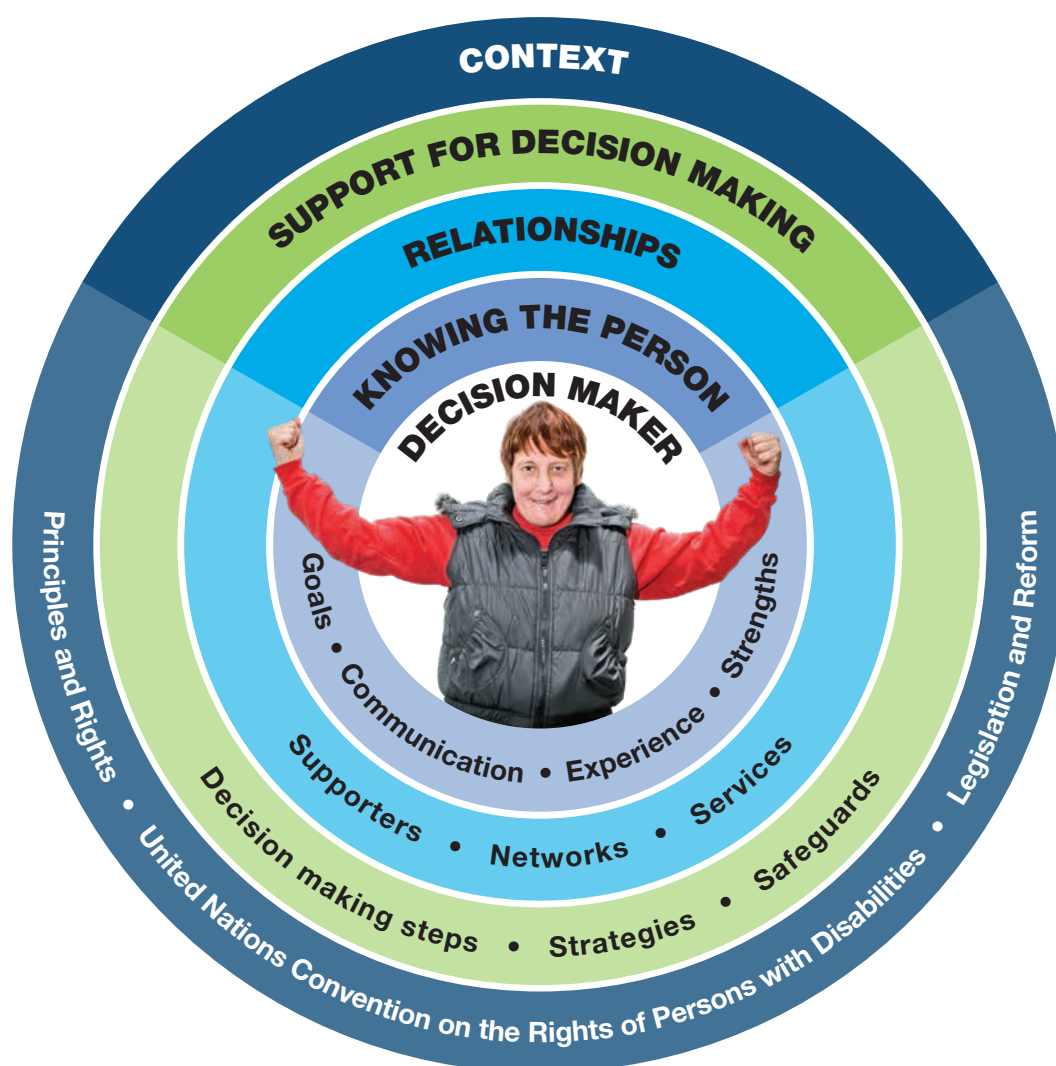 CONTEXT
SUPPORT FOR DECISION MAKING
RELATIONSHIPS
KNOWING THE PERSON
DECISION MAKER
Goals • Communication • Experience • Strengths
Supporters • Networks • Services
Decision making steps • Strategies • Safeguards
Principles and Rights • United Nations Convention on the Rights of Persons with Disabilities • Legislation and Reform